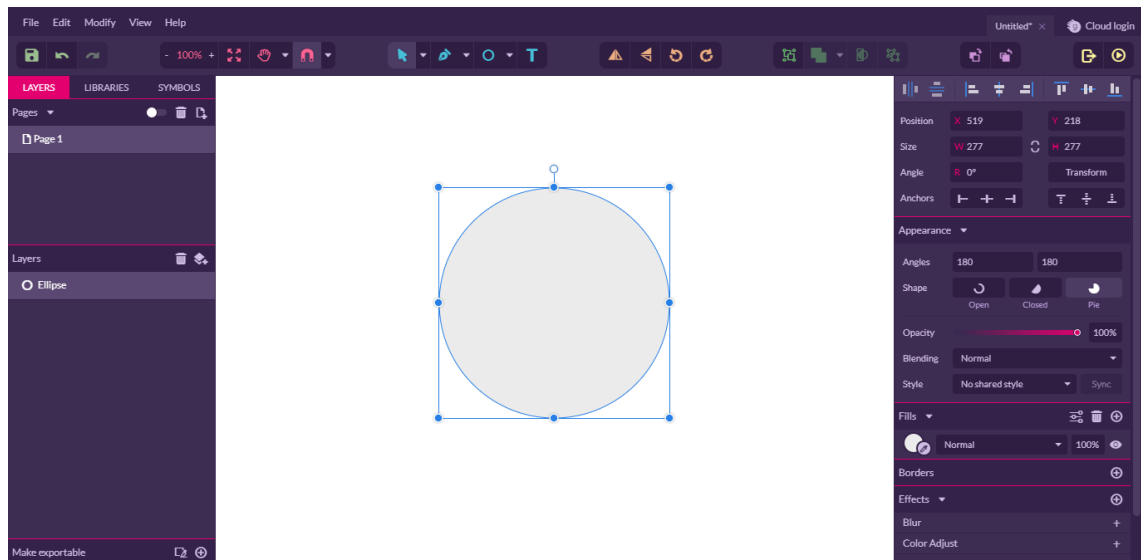 File Edit Modify View Help
Untitled* × Cloud login
- 100% +
T
LAYERS LIBRARIES SYMBOLS
Pages
Page 1
Layers
Ellipse
Make exportable
Position X 519 Y 218
Size W 277 H 277
Angle R 0° Transform
Anchors
Appearance
Angles 180 180
Shape
Open Closed Pie
Opacity 100%
Blending Normal
Style No shared style Sync
Fills
Normal 100%
Borders
Effects
Blur +
Color Adjust +